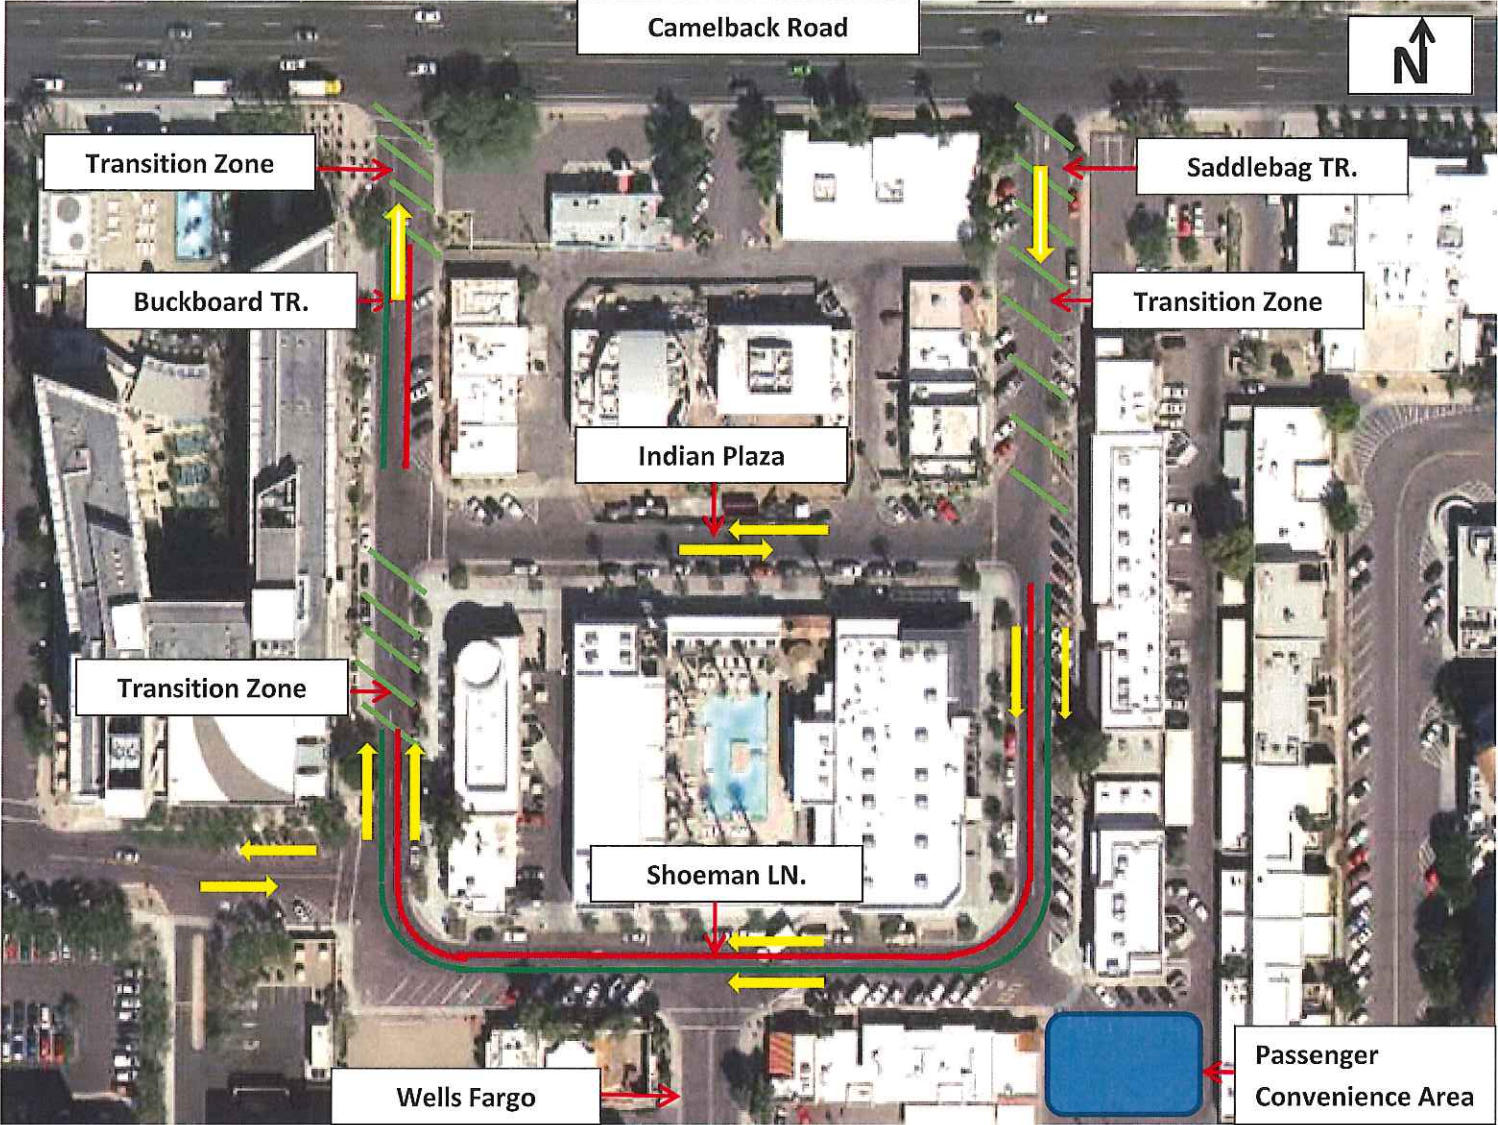 Camelback Road
N
Transition Zone
Saddlebag TR.
Buckboard TR.
Transition Zone
Indian Plaza
Transition Zone
Shoeman LN.
Wells Fargo
Passenger
Convenience Area